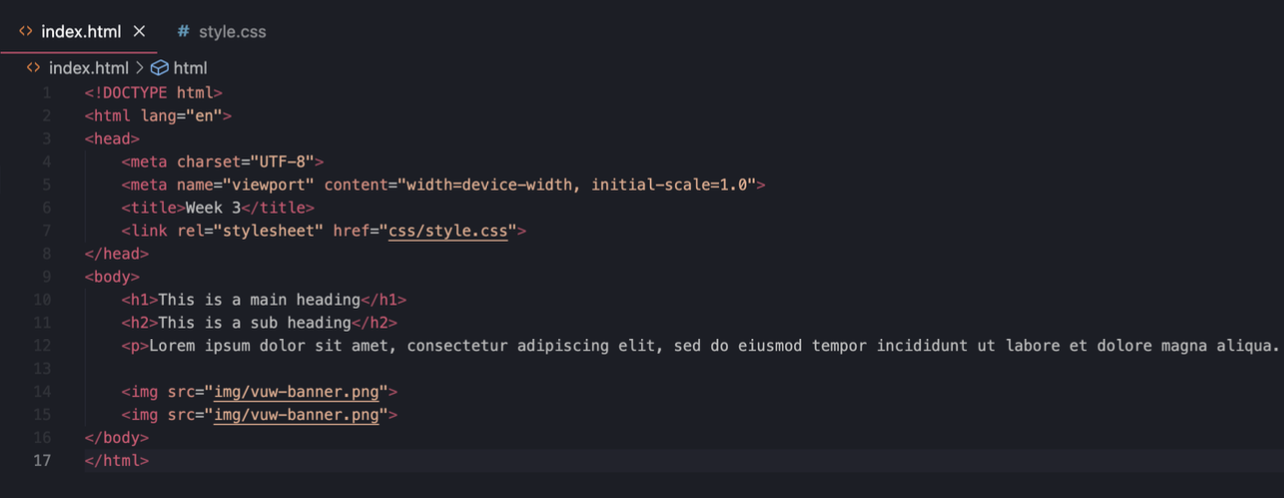 index.html × # style.css
index.html > html
1 <!DOCTYPE html>
2 <html lang="en">
3 <head>
4     <meta charset="UTF-8">
5     <meta name="viewport" content="width=device-width, initial-scale=1.0">
6     <title>Week 3</title>
7     <link rel="stylesheet" href="css/style.css">
8 </head>
9 <body>
10     <h1>This is a main heading</h1>
11     <h2>This is a sub heading</h2>
12     <p>Lorem ipsum dolor sit amet, consectetur adipiscing elit, sed do eiusmod tempor incididunt ut labore et dolore magna aliqua.
13
14     <img src="img/vuw-banner.png">
15     <img src="img/vuw-banner.png">
16 </body>
17 </html>